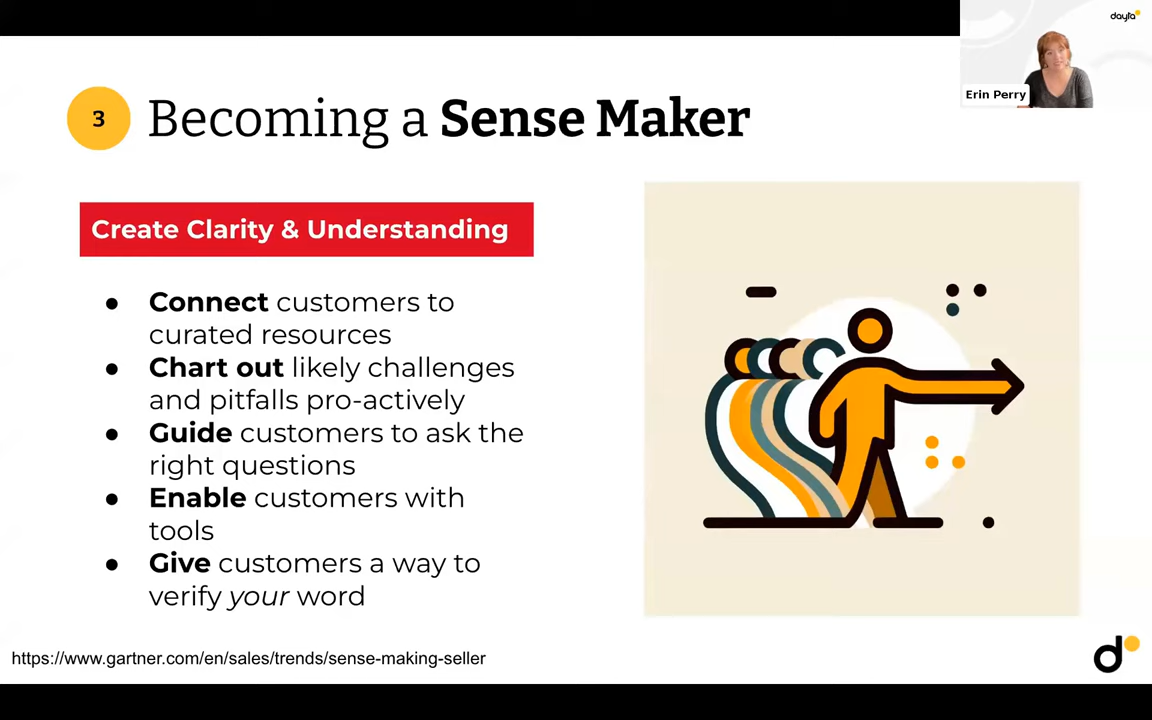 dayta
Erin Perry
3
Becoming a Sense Maker
Create Clarity & Understanding
● Connect customers to
curated resources
● Chart out likely challenges
and pitfalls pro-actively
● Guide customers to ask the
right questions
● Enable customers with
tools
● Give customers a way to
verify your word
https://www.gartner.com/en/sales/trends/sense-making-seller
d